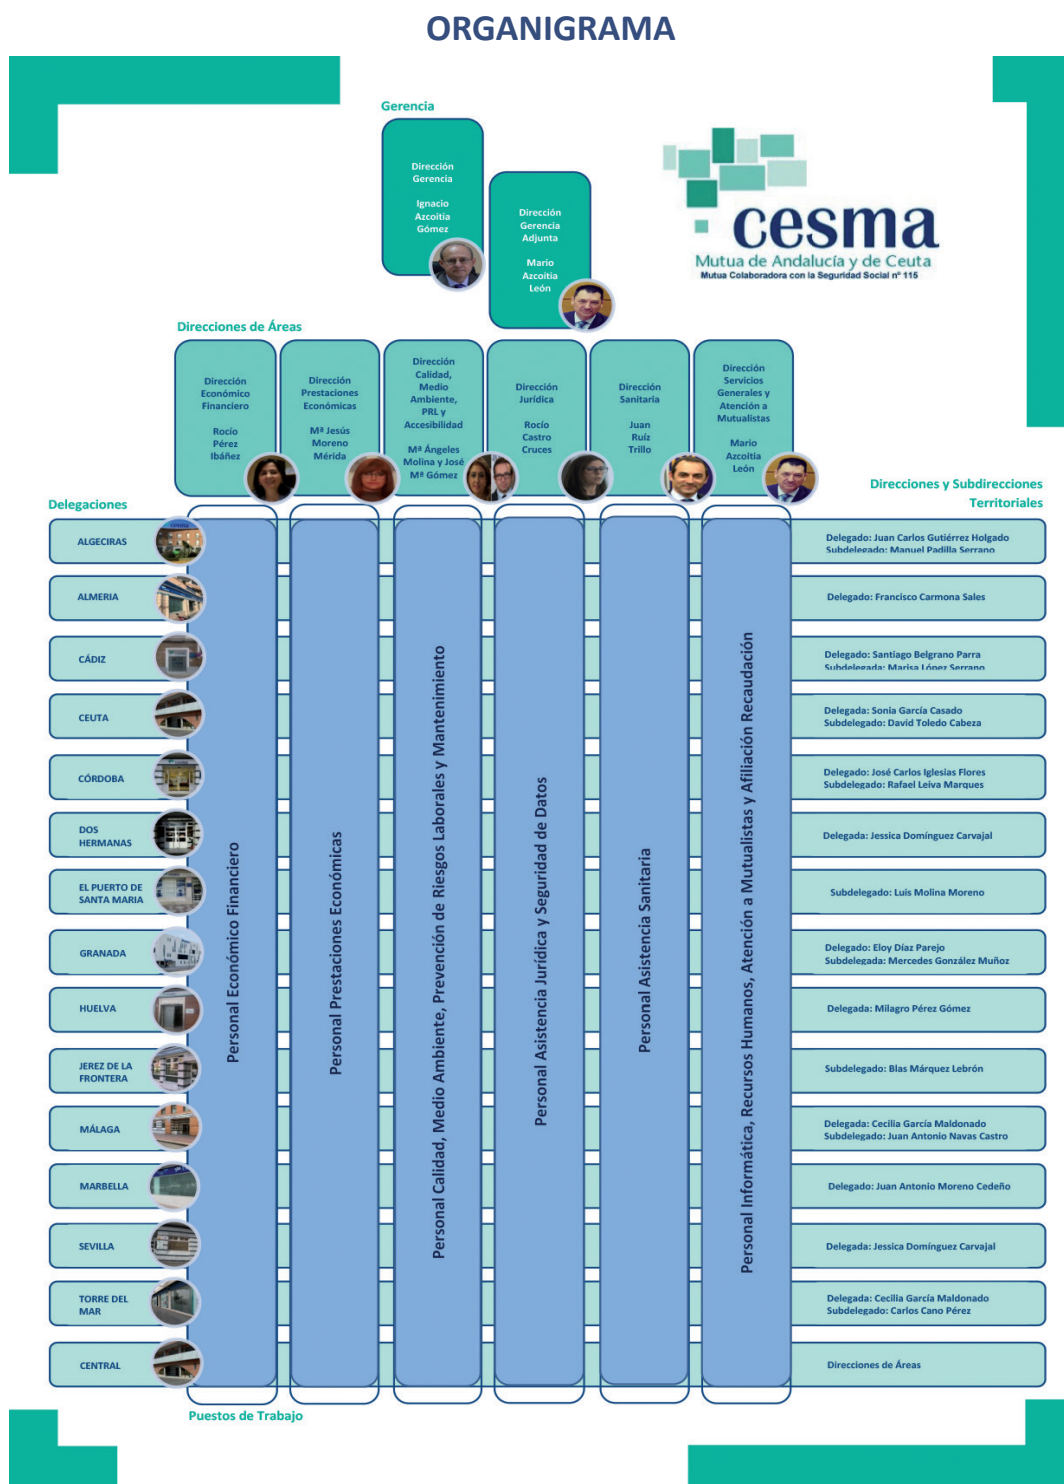 ORGANIGRAMA
Gerencia
Dirección
Gerencia
Ignacio
Azcoitia
Gómez
Dirección
Gerencia
Adjunta
Mario
Azcoitia
León
cesma
Mutua de Andalucía y de Ceuta
Mutua Colaboradora con la Seguridad Social nº 115
Direcciones de Áreas
Dirección
Económico
Financiero
Rocío
Pérez
Ibáñez
Dirección
Prestaciones
Económicas
Mª Jesús
Moreno
Mérida
Dirección
Calidad,
Medio
Ambiente,
PRL y
Accesibilidad
Mª Ángeles
Molina y José
Mª Gómez
Dirección
Jurídica
Rocío
Castro
Cruces
Dirección
Sanitaria
Juan
Ruíz
Trillo
Dirección
Servicios
Generales y
Atención a
Mutualistas
Mario
Azcoitia
León
Delegaciones
Direcciones y Subdirecciones
Territoriales
ALGECIRAS
Delegado: Juan Carlos Gutiérrez Holgado
Subdelegado: Manuel Padilla Serrano
ALMERIA
Delegado: Francisco Carmona Sales
CÁDIZ
Delegado: Santiago Belgrano Parra
Subdelegada: Marisa López Serrano
CEUTA
Delegada: Sonia García Casado
Subdelegado: David Toledo Cabeza
CÓRDOBA
Delegado: José Carlos Iglesias Flores
Subdelegado: Rafael Leiva Marques
DOS
HERMANAS
Delegada: Jessica Domínguez Carvajal
EL PUERTO DE
SANTA MARIA
Subdelegado: Luis Molina Moreno
GRANADA
Delegado: Eloy Díaz Parejo
Subdelegada: Mercedes González Muñoz
HUELVA
Delegada: Milagro Pérez Gómez
JEREZ DE LA
FRONTERA
Subdelegado: Blas Márquez Lebrón
MÁLAGA
Delegada: Cecilia García Maldonado
Subdelegado: Juan Antonio Navas Castro
MARBELLA
Delegado: Juan Antonio Moreno Cedeño
SEVILLA
Delegada: Jessica Domínguez Carvajal
TORRE DEL
MAR
Delegada: Cecilia García Maldonado
Subdelegado: Carlos Cano Pérez
CENTRAL
Direcciones de Áreas
Personal Económico Financiero
Personal Prestaciones Económicas
Personal Calidad, Medio Ambiente, Prevención de Riesgos Laborales y Mantenimiento
Personal Asistencia Jurídica y Seguridad de Datos
Personal Asistencia Sanitaria
Personal Informática, Recursos Humanos, Atención a Mutualistas y Afiliación Recaudación
Puestos de Trabajo